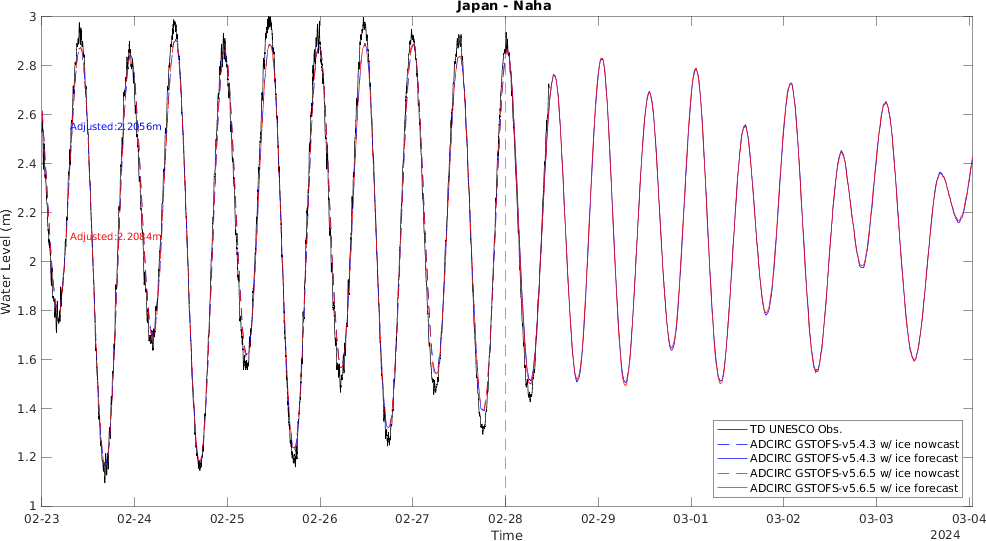 Japan - Naha
3
2.8
2.6
2.4
2.2
2
1.8
1.6
1.4
1.2
1
Water Level (m)
Adjusted:2.2056m
Adjusted:2.2084m
TD UNESCO Obs.
ADCIRC GSTOFS-v5.4.3 w/ ice nowcast
ADCIRC GSTOFS-v5.4.3 w/ ice forecast
ADCIRC GSTOFS-v5.6.5 w/ ice nowcast
ADCIRC GSTOFS-v5.6.5 w/ ice forecast
02-23 02-24 02-25 02-26 02-27 02-28 02-29 03-01 03-02 03-03 03-04
Time
2024